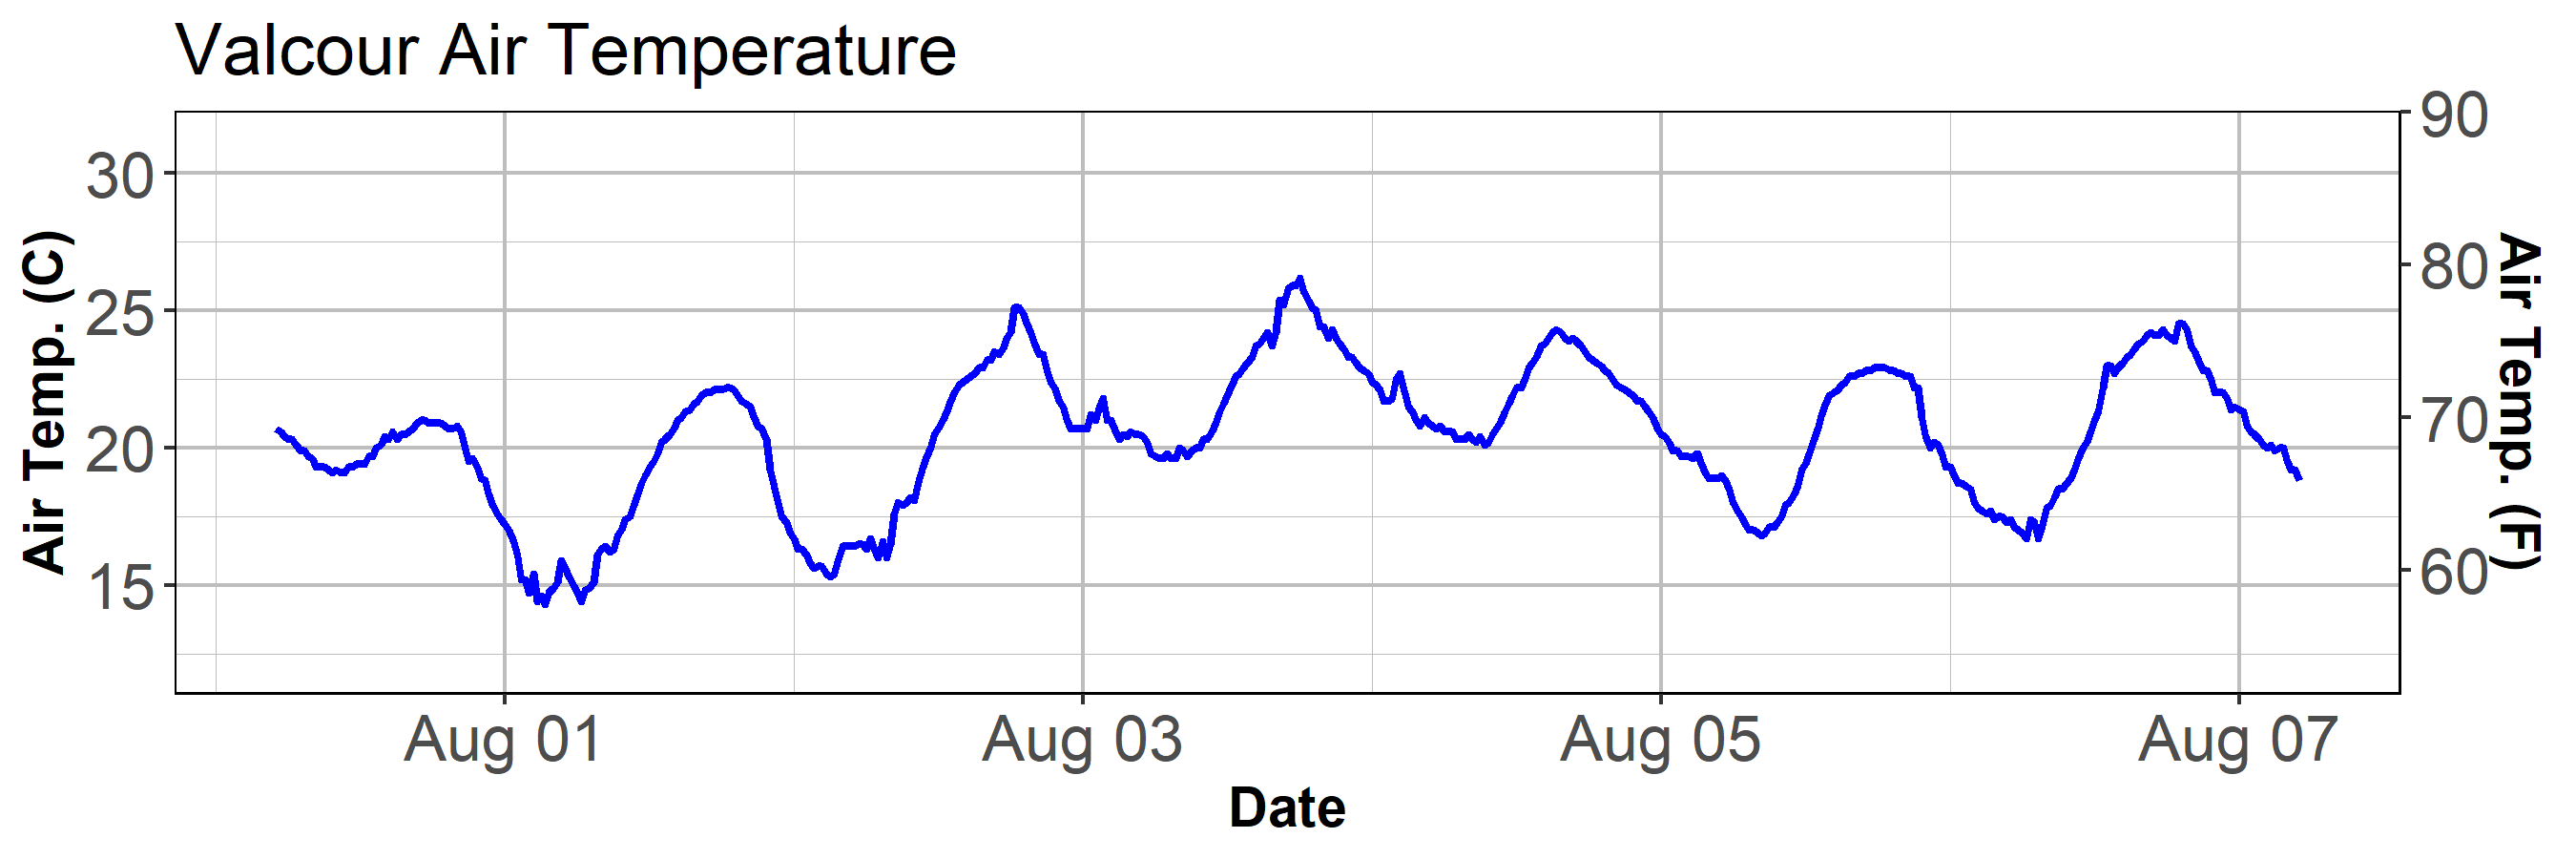 Valcour Air Temperature
Air Temp. (C)
30
25
20
15
90
80
70
60
Air Temp. (F)
Aug 01
Aug 03
Aug 05
Aug 07
Date